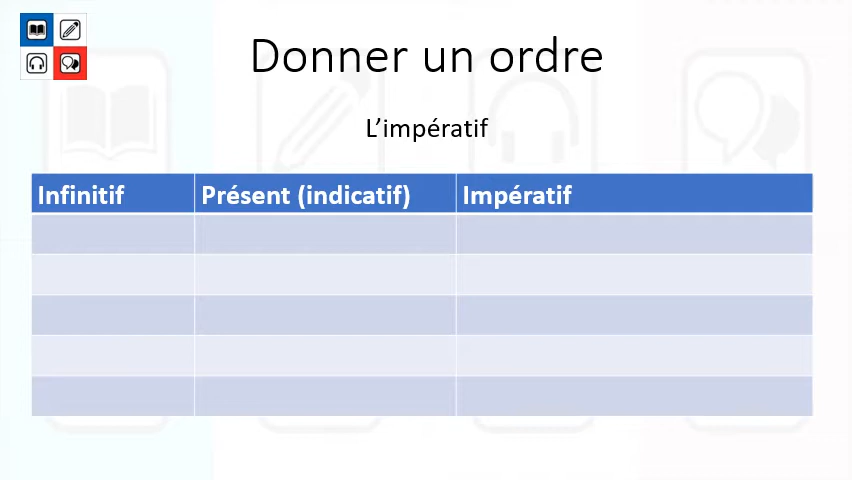 Donner un ordre
L’impératif
Infinitif Présent (indicatif) Impératif